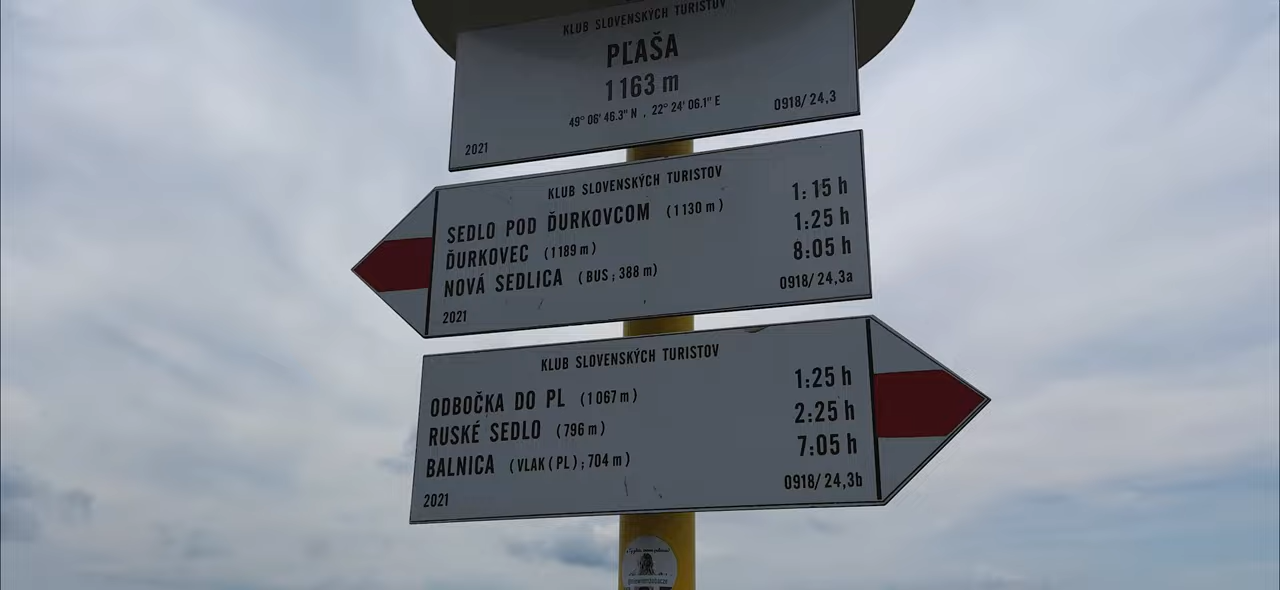 KLUB SLOVENSKÝCH TURISTOV
PĽAŠA
1163 m
49° 06' 46.3" N , 22° 24' 06.1" E
0918/24,3
2021
KLUB SLOVENSKÝCH TURISTOV
SEDLO POD ĎURKOVCOM (1130 m) 1:15 h
ĎURKOVEC (1189 m) 1:25 h
NOVÁ SEDLICA (BUS ; 388 m) 8:05 h
0918/24,3a
2021
KLUB SLOVENSKÝCH TURISTOV
ODBOČKA DO PL (1067 m) 1:25 h
RUSKÉ SEDLO (796 m) 2:25 h
BALNICA (VLAK (PL) ; 704 m) 7:05 h
0918/24,3b
2021